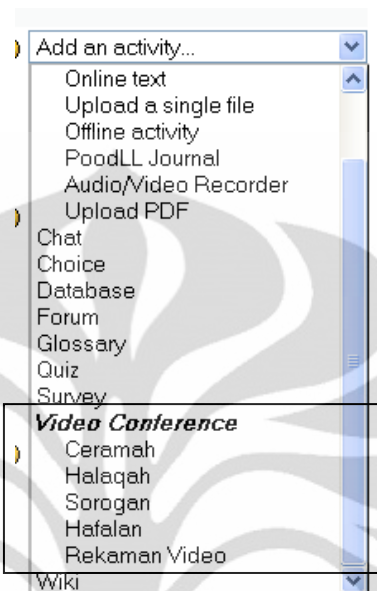 Add an activity...
Online text
Upload a single file
Offline activity
PoodLL Journal
Audio/Video Recorder
Upload PDF
Chat
Choice
Database
Forum
Glossary
Quiz
Survey
Video Conference
Ceramah
Halaqah
Sorogan
Hafalan
Rekaman Video
Wiki